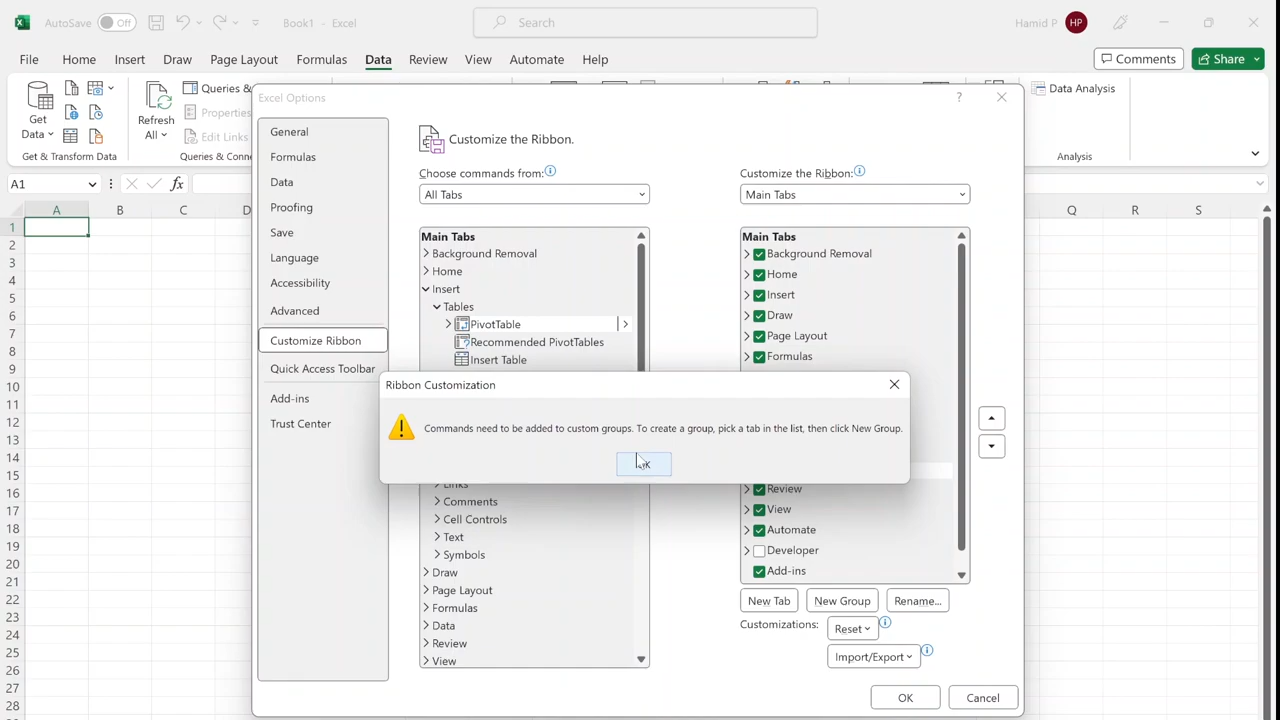 AutoSave Off Book1 - Excel Search Hamid P HP
File Home Insert Draw Page Layout Formulas Data Review View Automate Help Comments Share
Get Data
Refresh All
Queries &
Properties
Edit Links
Data Analysis
Get & Transform Data Queries & Conne Analysis
A1 fx
A B C D Q R S
1
2
3
4
5
6
7
8
9
10
11
12
13
14
15
16
17
18
19
20
21
22
23
24
25
26
27
Excel Options ?
General
Formulas
Data
Proofing
Save
Language
Accessibility
Advanced
Customize Ribbon
Quick Access Toolbar
Add-ins
Trust Center
Customize the Ribbon.
Choose commands from:
All Tabs
Main Tabs
Background Removal
Home
Insert
Tables
PivotTable
Recommended PivotTables
Insert Table
Links
Comments
Cell Controls
Text
Symbols
Draw
Page Layout
Formulas
Data
Review
View
Customize the Ribbon:
Main Tabs
Main Tabs
Background Removal
Home
Insert
Draw
Page Layout
Formulas
Review
View
Automate
Developer
Add-ins
New Tab New Group Rename...
Customizations: Reset
Import/Export
OK Cancel
Ribbon Customization
Commands need to be added to custom groups. To create a group, pick a tab in the list, then click New Group.
OK